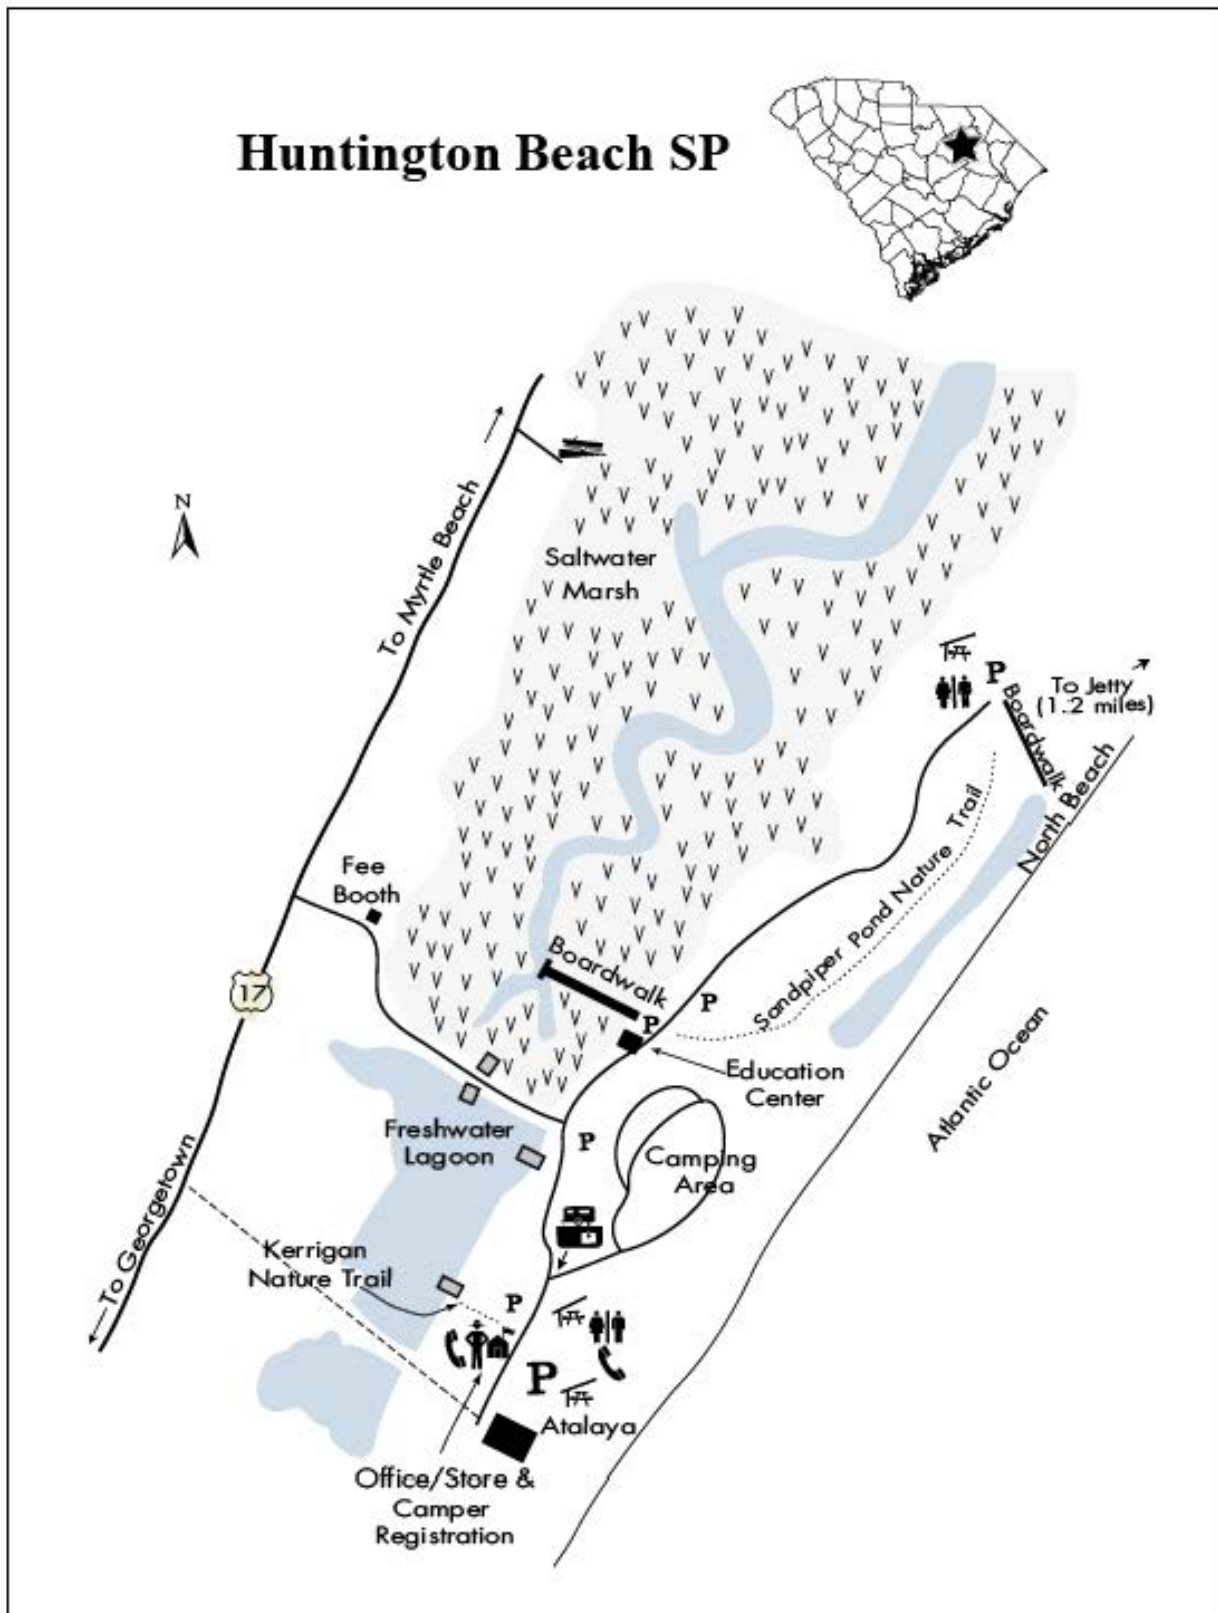 Huntington Beach SP
N
To Myrtle Beach
Saltwater
Marsh
P
Boardwalk
To Jetty
(1.2 miles)
North Beach
Sandpiper Pond Nature Trail
Fee
Booth
17
Boardwalk
P
P
Education
Center
Atlantic Ocean
Freshwater
Lagoon
P
Camping
Area
To Georgetown
Kerrigan
Nature Trail
P
P
Atalaya
Office/Store &
Camper
Registration